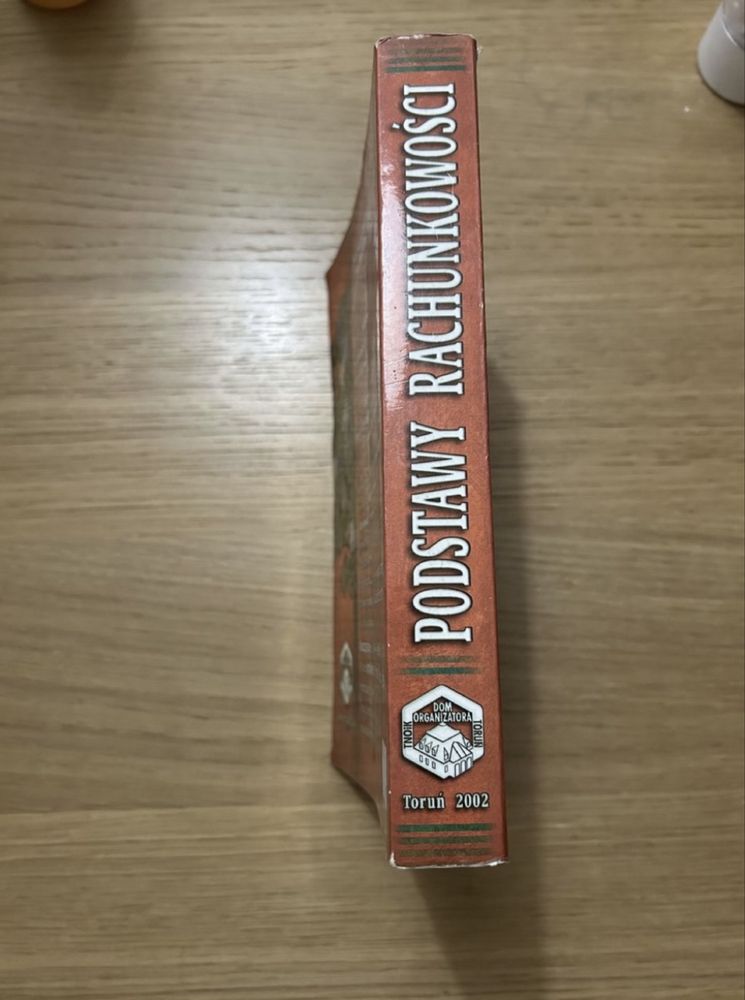 PODSTAWY RACHUNKOWOŚCI
DOM
ORGANIZATORA
TNOIK
TORUŃ
Toruń 2002